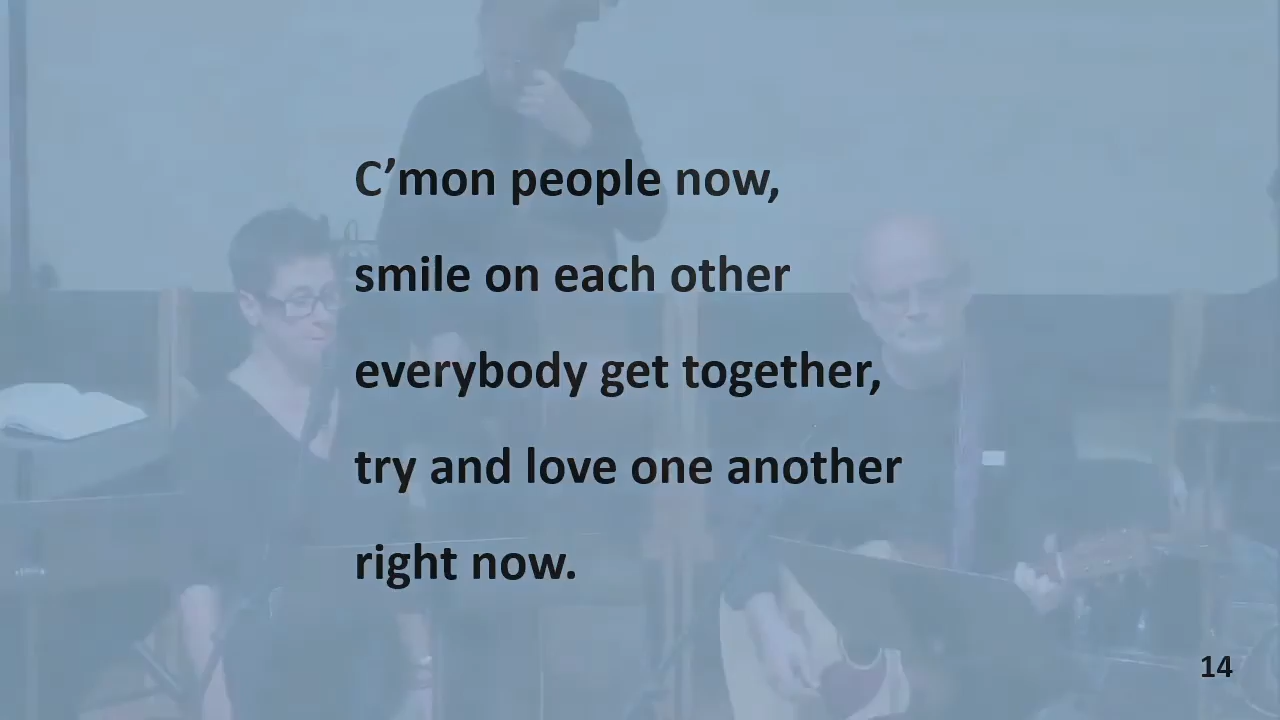 C’mon people now,
smile on each other
everybody get together,
try and love one another
right now.
14